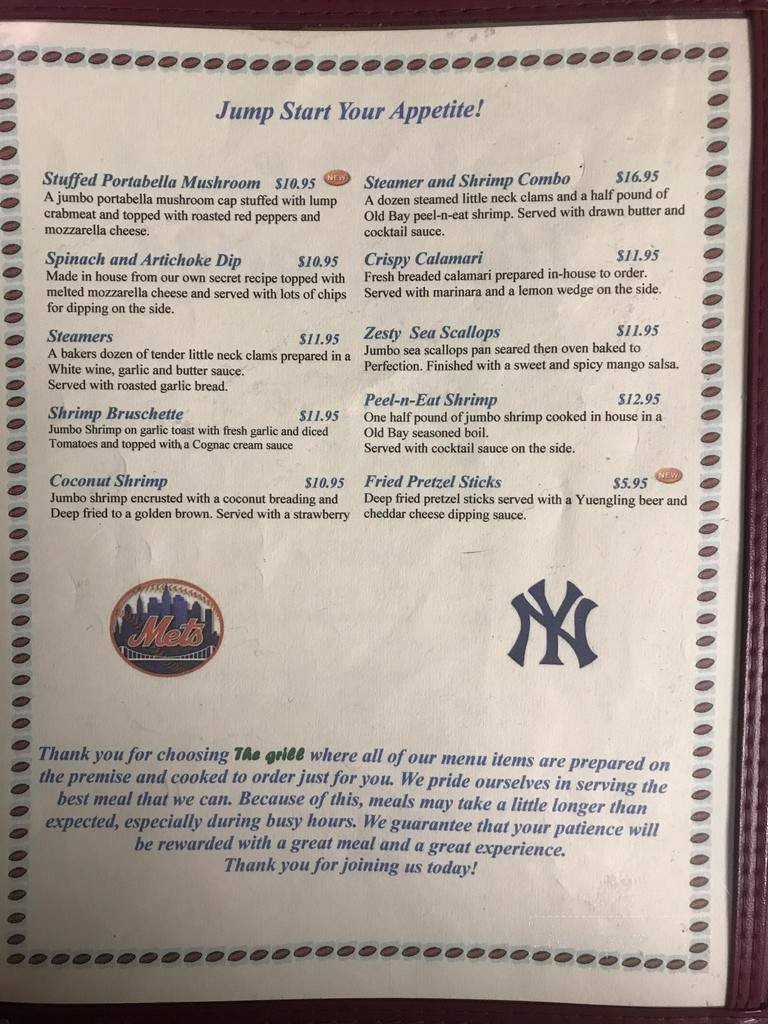 Jump Start Your Appetite!
Stuffed Portabella Mushroom $10.95 NEW!
A jumbo portabella mushroom cap stuffed with lump
crabmeat and topped with roasted red peppers and
mozzarella cheese.
Spinach and Artichoke Dip $10.95
Made in house from our own secret recipe topped with
melted mozzarella cheese and served with lots of chips
for dipping on the side.
Steamers $11.95
A bakers dozen of tender little neck clams prepared in a
White wine, garlic and butter sauce.
Served with roasted garlic bread.
Shrimp Bruschette $11.95
Jumbo Shrimp on garlic toast with fresh garlic and diced
Tomatoes and topped with a Cognac cream sauce
Coconut Shrimp $10.95
Jumbo shrimp encrusted with a coconut breading and
Deep fried to a golden brown. Served with a strawberry
Steamer and Shrimp Combo $16.95
A dozen steamed little neck clams and a half pound of
Old Bay peel-n-eat shrimp. Served with drawn butter and
cocktail sauce.
Crispy Calamari $11.95
Fresh breaded calamari prepared in-house to order.
Served with marinara and a lemon wedge on the side.
Zesty Sea Scallops $11.95
Jumbo sea scallops pan seared then oven baked to
Perfection. Finished with a sweet and spicy mango salsa.
Peel-n-Eat Shrimp $12.95
One half pound of jumbo shrimp cooked in house in a
Old Bay seasoned boil.
Served with cocktail sauce on the side.
Fried Pretzel Sticks $5.95 NEW!
Deep fried pretzel sticks served with a Yuengling beer and
cheddar cheese dipping sauce.
Mets
NY
Thank you for choosing The grill where all of our menu items are prepared on
the premise and cooked to order just for you. We pride ourselves in serving the
best meal that we can. Because of this, meals may take a little longer than
expected, especially during busy hours. We guarantee that your patience will
be rewarded with a great meal and a great experience.
Thank you for joining us today!